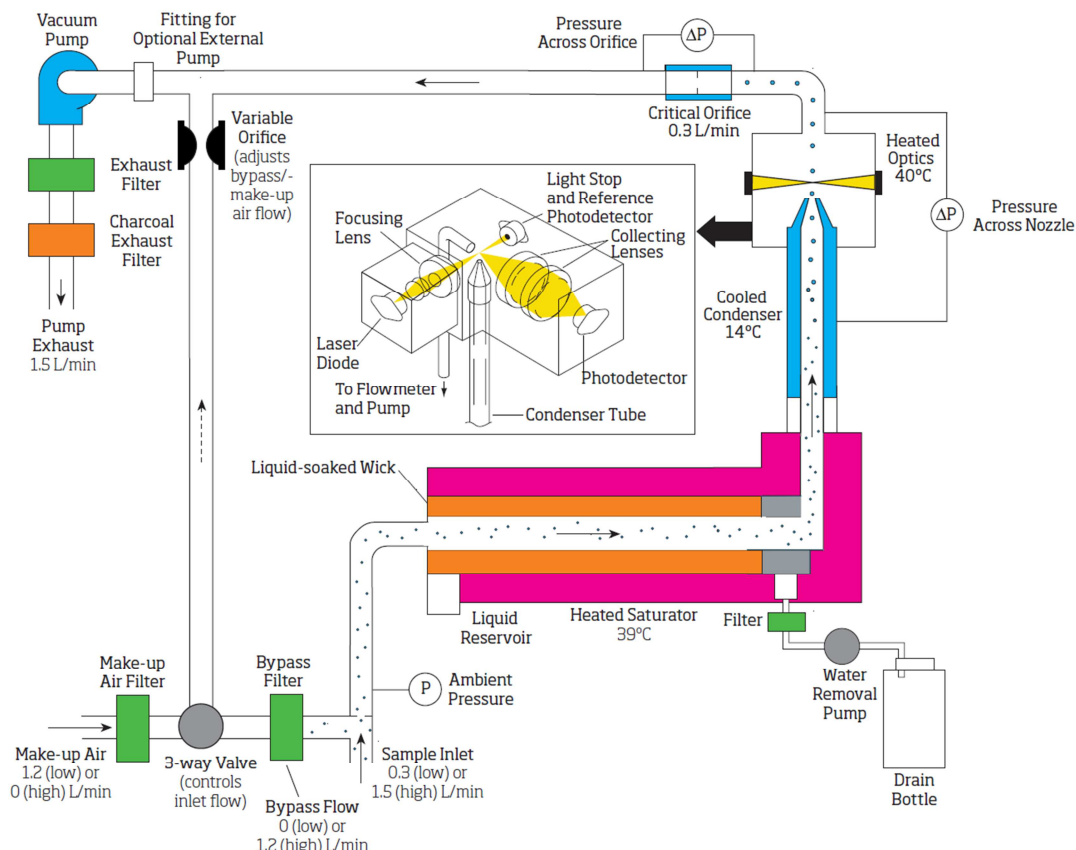 Vacuum
Pump
Fitting for
Optional External
Pump
Pressure
Across Orifice
ΔP
Critical Orifice
0.3 L/min
Variable
Orifice
(adjusts
bypass/-
make-up
air flow)
Heated
Optics
40°C
ΔP
Pressure
Across Nozzle
Exhaust
Filter
Charcoal
Exhaust
Filter
Pump
Exhaust
1.5 L/min
Light Stop
and Reference
Photodetector
Focusing
Lens
Collecting
Lenses
Laser
Diode
Photodetector
To Flowmeter
and Pump
Condenser Tube
Cooled
Condenser
14°C
Liquid-soaked Wick
Liquid
Reservoir
Heated Saturator
39°C
Filter
Water
Removal
Pump
Drain
Bottle
Make-up
Air Filter
Bypass
Filter
P
Ambient
Pressure
Make-up Air
1.2 (low) or
0 (high) L/min
3-way Valve
(controls
inlet flow)
Sample Inlet
0.3 (low) or
1.5 (high) L/min
Bypass Flow
0 (low) or
1.2 (high) L/min